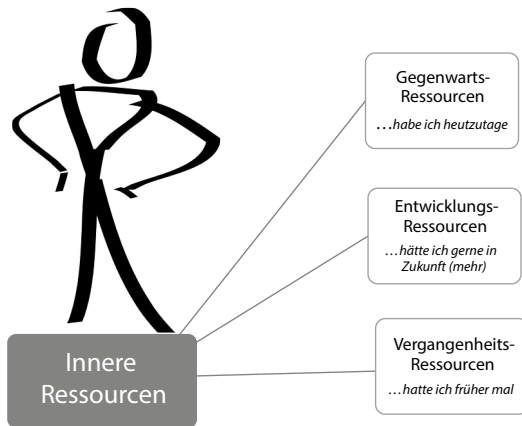 Gegenwarts-
Ressourcen
…habe ich heutzutage
Entwicklungs-
Ressourcen
…hätte ich gerne in
Zukunft (mehr)
Vergangenheits-
Ressourcen
…hatte ich früher mal
Innere
Ressourcen